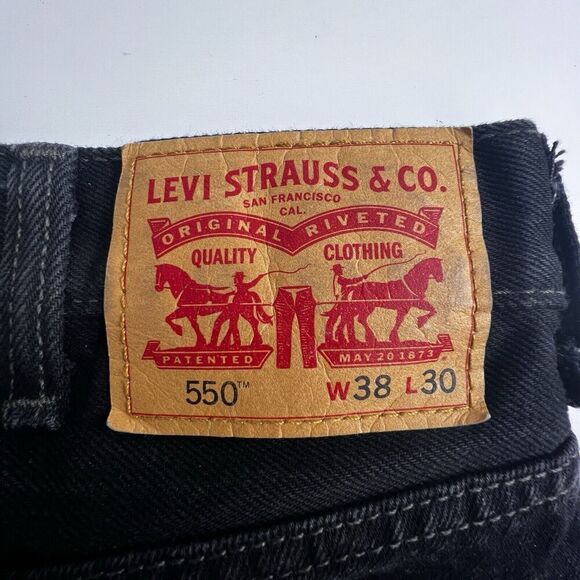 LEVI STRAUSS & CO.
SAN FRANCISCO
CAL.
ORIGINAL RIVETED
QUALITY CLOTHING
PATENTED MAY 20 1873
550™ W38 L30